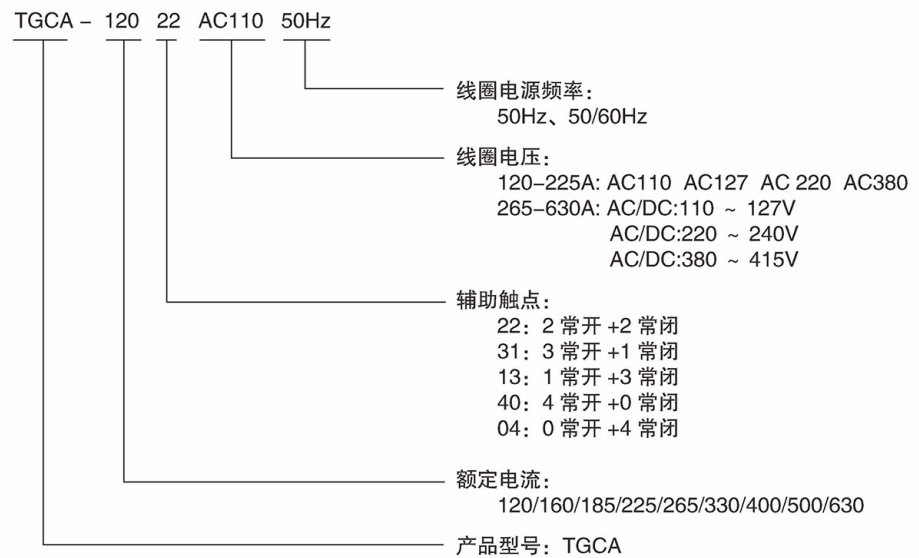 TGCA - 120 22 AC110 50Hz
线圈电源频率：
50Hz、50/60Hz
线圈电压：
120-225A: AC110 AC127 AC 220 AC380
265-630A: AC/DC:110 ~ 127V
AC/DC:220 ~ 240V
AC/DC:380 ~ 415V
辅助触点：
22：2 常开 +2 常闭
31：3 常开 +1 常闭
13：1 常开 +3 常闭
40：4 常开 +0 常闭
04：0 常开 +4 常闭
额定电流：
120/160/185/225/265/330/400/500/630
产品型号：TGCA